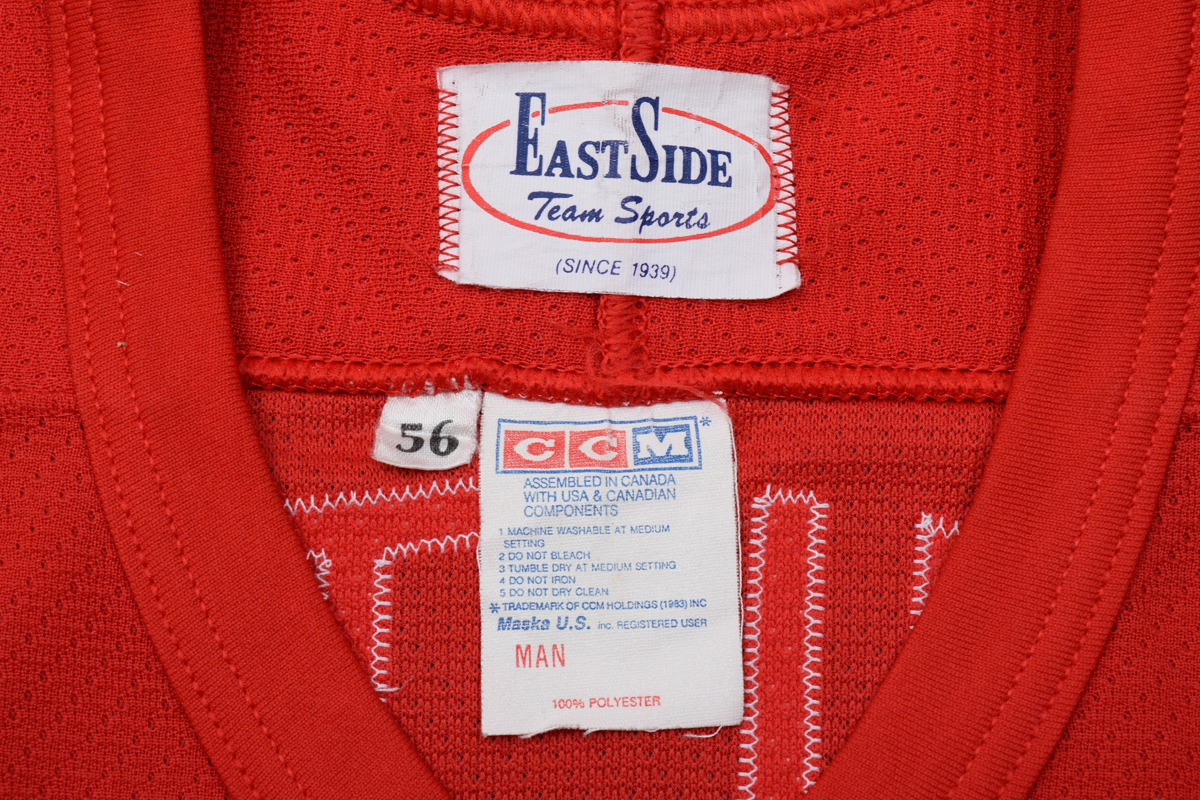 EASTSIDE
Team Sports
(SINCE 1939)
56
CCM*
ASSEMBLED IN CANADA
WITH USA & CANADIAN
COMPONENTS
1 MACHINE WASHABLE AT MEDIUM
SETTING
2 DO NOT BLEACH
3 TUMBLE DRY AT MEDIUM SETTING
4 DO NOT IRON
5 DO NOT DRY CLEAN
* TRADEMARK OF CCM HOLDINGS (1983) INC
Maska U.S. inc. REGISTERED USER
MAN
100% POLYESTER